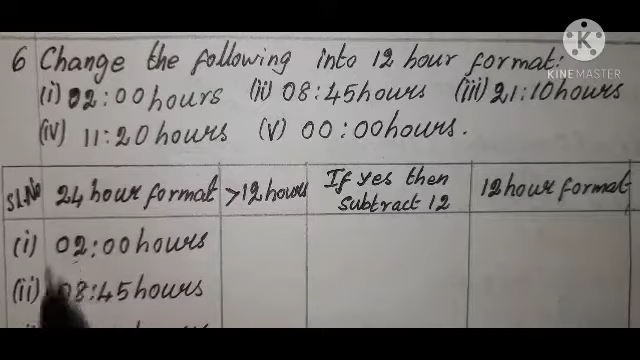 6 Change the following into 12 hour format:
(i) 02:00 hours (ii) 08:45 hours (iii) 21:10 hours
(iv) 11:20 hours (v) 00:00 hours.
KINEMASTER
SL.No 24 hour format >12 hours If yes then subtract 12 12 hour format
(i) 02:00 hours
(ii) 08:45 hours